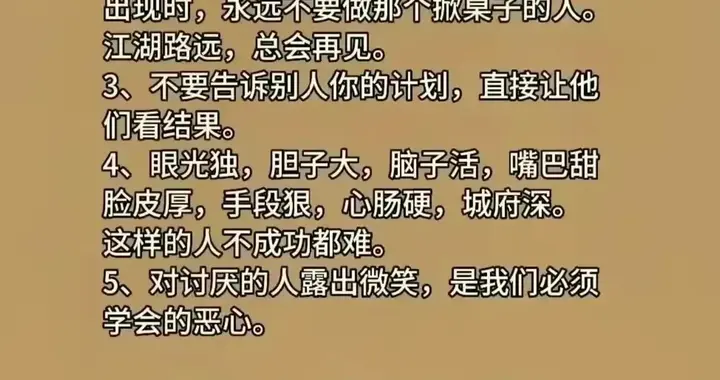 出现时，永远不要做那个掀桌子的人。
江湖路远，总会再见。
3、不要告诉别人你的计划，直接让他
们看结果。
4、眼光独，胆子大，脑子活，嘴巴甜
脸皮厚，手段狠，心肠硬，城府深。
这样的人不成功都难。
5、对讨厌的人露出微笑，是我们必须
学会的恶心。